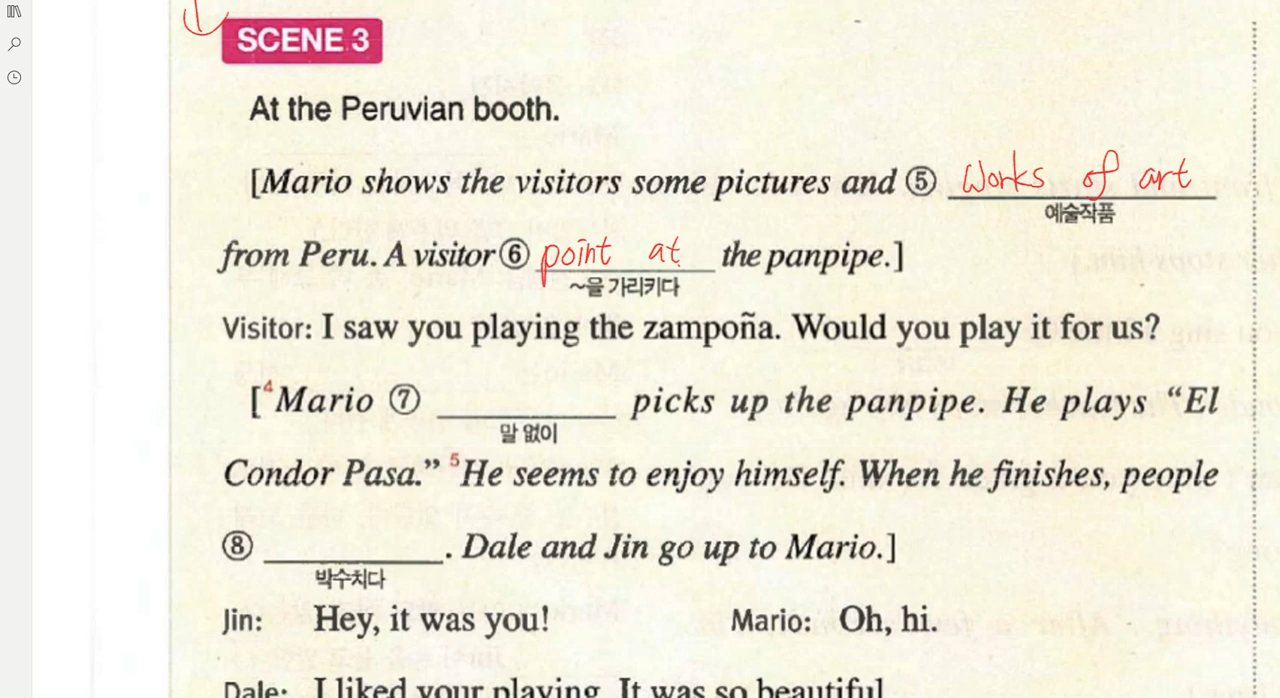 SCENE 3
At the Peruvian booth.
[Mario shows the visitors some pictures and ⑤ works of art
예술작품
from Peru. A visitor ⑥ point at the panpipe.]
~을 가리키다
Visitor: I saw you playing the zampoña. Would you play it for us?
[4 Mario ⑦ ________ picks up the panpipe. He plays “El
말 없이
Condor Pasa.” 5 He seems to enjoy himself. When he finishes, people
⑧ ________. Dale and Jin go up to Mario.]
박수치다
Jin: Hey, it was you! Mario: Oh, hi.
Dale: I liked your playing. It was so beautiful